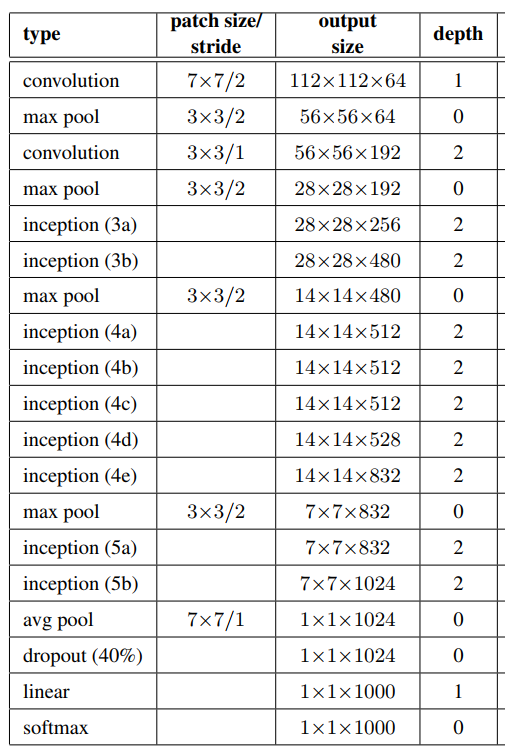 type | patch size/ stride | output size | depth
convolution | 7×7/2 | 112×112×64 | 1
max pool | 3×3/2 | 56×56×64 | 0
convolution | 3×3/1 | 56×56×192 | 2
max pool | 3×3/2 | 28×28×192 | 0
inception (3a) | | 28×28×256 | 2
inception (3b) | | 28×28×480 | 2
max pool | 3×3/2 | 14×14×480 | 0
inception (4a) | | 14×14×512 | 2
inception (4b) | | 14×14×512 | 2
inception (4c) | | 14×14×512 | 2
inception (4d) | | 14×14×528 | 2
inception (4e) | | 14×14×832 | 2
max pool | 3×3/2 | 7×7×832 | 0
inception (5a) | | 7×7×832 | 2
inception (5b) | | 7×7×1024 | 2
avg pool | 7×7/1 | 1×1×1024 | 0
dropout (40%) | | 1×1×1024 | 0
linear | | 1×1×1000 | 1
softmax | | 1×1×1000 | 0